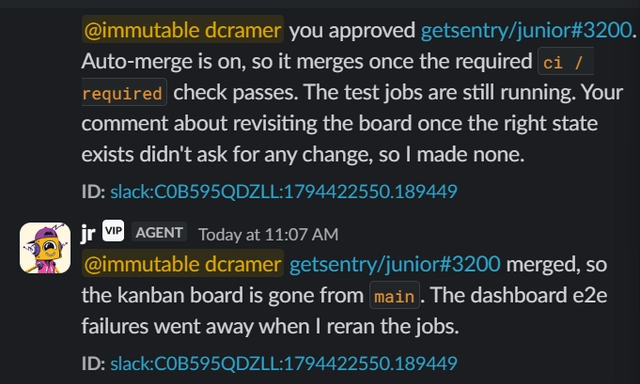 @immutable dcramer you approved getsentry/junior#3200.
Auto-merge is on, so it merges once the required ci /
required check passes. The test jobs are still running. Your
comment about revisiting the board once the right state
exists didn't ask for any change, so I made none.
ID: slack:C0B595QDZLL:1794422550.189449
jr VIP AGENT Today at 11:07 AM
@immutable dcramer getsentry/junior#3200 merged, so
the kanban board is gone from main. The dashboard e2e
failures went away when I reran the jobs.
ID: slack:C0B595QDZLL:1794422550.189449